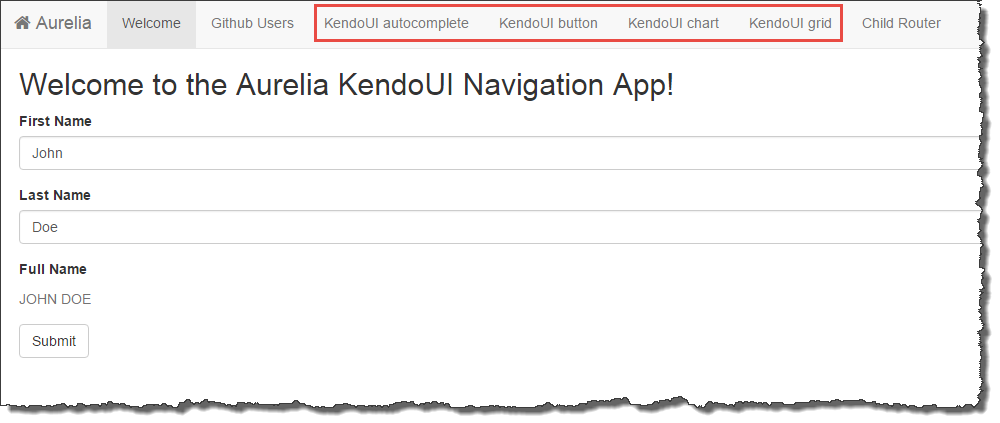 Aurelia Welcome Github Users KendoUI autocomplete KendoUI button KendoUI chart KendoUI grid Child Router
Welcome to the Aurelia KendoUI Navigation App!
First Name
John
Last Name
Doe
Full Name
JOHN DOE
Submit